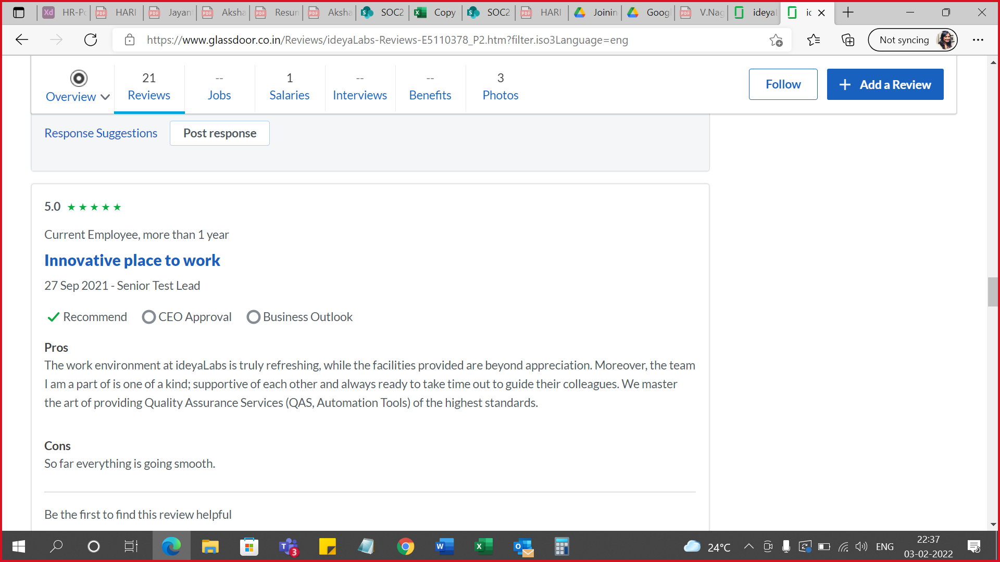 HR-Po HARI Jayan Aksha Resum Aksha SOC2 Copy SOC2 HARI Joinin Googl V.Nag ideyaL ic
https://www.glassdoor.co.in/Reviews/ideyaLabs-Reviews-E5110378_P2.htm?filter.iso3Language=eng Not syncing
21 -- 1 -- -- 3
Overview Reviews Jobs Salaries Interviews Benefits Photos
Follow + Add a Review
Response Suggestions Post response
5.0
Current Employee, more than 1 year
Innovative place to work
27 Sep 2021 - Senior Test Lead
Recommend CEO Approval Business Outlook
Pros
The work environment at ideyaLabs is truly refreshing, while the facilities provided are beyond appreciation. Moreover, the team
I am a part of is one of a kind; supportive of each other and always ready to take time out to guide their colleagues. We master
the art of providing Quality Assurance Services (QAS, Automation Tools) of the highest standards.
Cons
So far everything is going smooth.
Be the first to find this review helpful
24°C ENG 22:37
03-02-2022